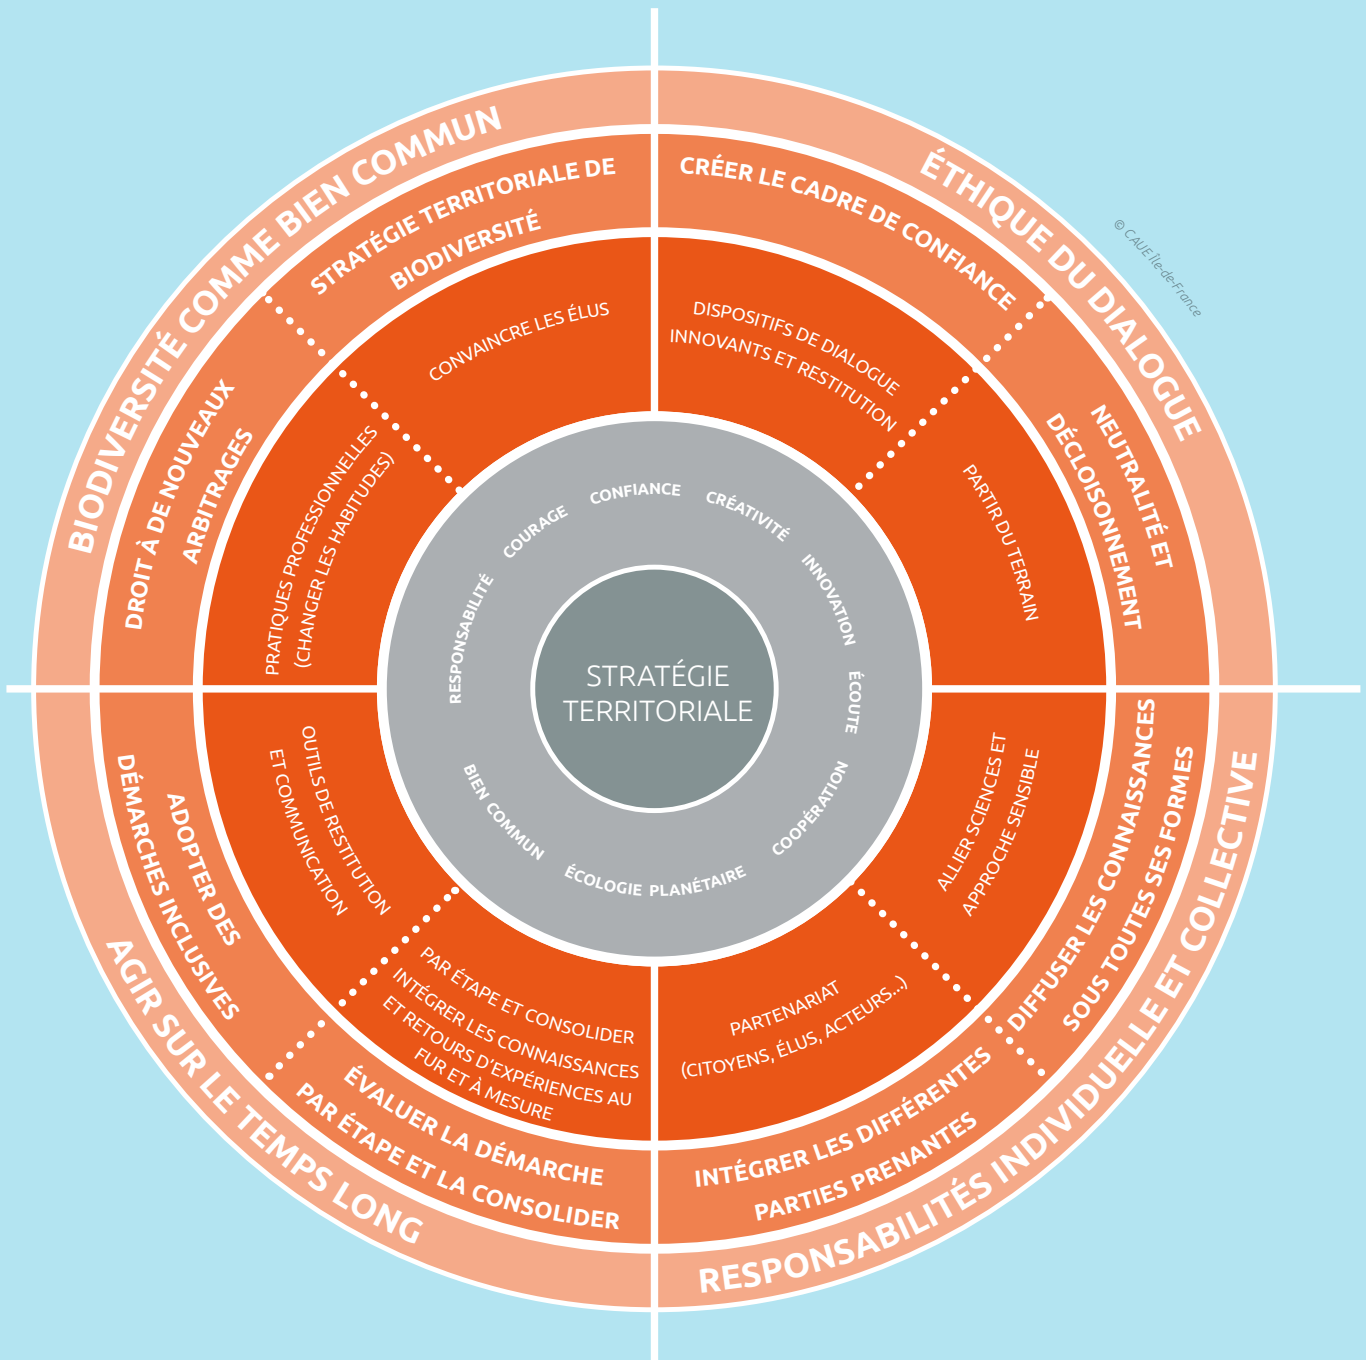 BIODIVERSITÉ COMME BIEN COMMUN
STRATÉGIE TERRITORIALE DE
BIODIVERSITÉ
DROIT À DE NOUVEAUX
ARBITRAGES
CONVAINCRE LES ÉLUS
PRATIQUES PROFESSIONNELLES
(CHANGER LES HABITUDES)
ÉTHIQUE DU DIALOGUE
© CAUE Île-de-France
CRÉER LE CADRE DE CONFIANCE
NEUTRALITÉ ET
DÉCLOISONNEMENT
DISPOSITIFS DE DIALOGUE
INNOVANTS ET RESTITUTION
PARTIR DU TERRAIN
CONFIANCE
CRÉATIVITÉ
INNOVATION
ÉCOUTE
COOPÉRATION
ÉCOLOGIE PLANÉTAIRE
BIEN COMMUN
RESPONSABILITÉ
COURAGE
STRATÉGIE
TERRITORIALE
ALLIER SCIENCES ET
APPROCHE SENSIBLE
PARTENARIAT
(CITOYENS, ÉLUS, ACTEURS...)
DIFFUSER LES CONNAISSANCES
SOUS TOUTES SES FORMES
INTÉGRER LES DIFFÉRENTES
PARTIES PRENANTES
RESPONSABILITÉS INDIVIDUELLE ET COLLECTIVE
OUTILS DE RESTITUTION
ET COMMUNICATION
PAR ÉTAPE ET CONSOLIDER
INTÉGRER LES CONNAISSANCES
ET RETOURS D'EXPÉRIENCES AU
FUR ET À MESURE
ADOPTER DES
DÉMARCHES INCLUSIVES
ÉVALUER LA DÉMARCHE
PAR ÉTAPE ET LA CONSOLIDER
AGIR SUR LE TEMPS LONG